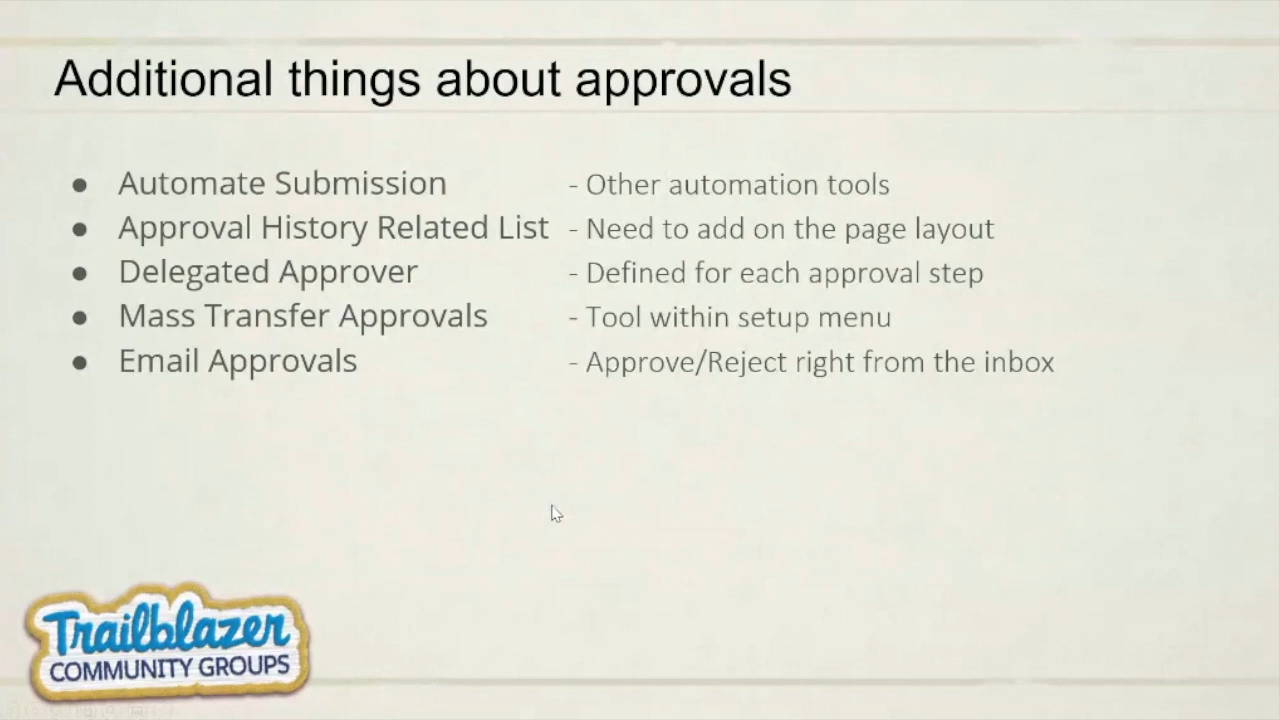 Additional things about approvals
● Automate Submission - Other automation tools
● Approval History Related List - Need to add on the page layout
● Delegated Approver - Defined for each approval step
● Mass Transfer Approvals - Tool within setup menu
● Email Approvals - Approve/Reject right from the inbox
Trailblazer
COMMUNITY GROUPS